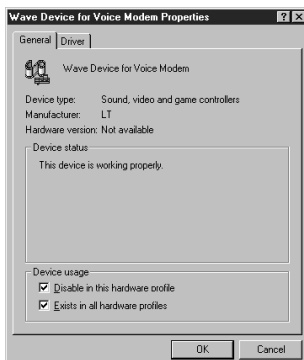 Wave Device for Voice Modem Properties
General Driver
Wave Device for Voice Modem
Device type: Sound, video and game controllers
Manufacturer: LT
Hardware version: Not available
Device status
This device is working properly.
Device usage
Disable in this hardware profile
Exists in all hardware profiles
OK Cancel